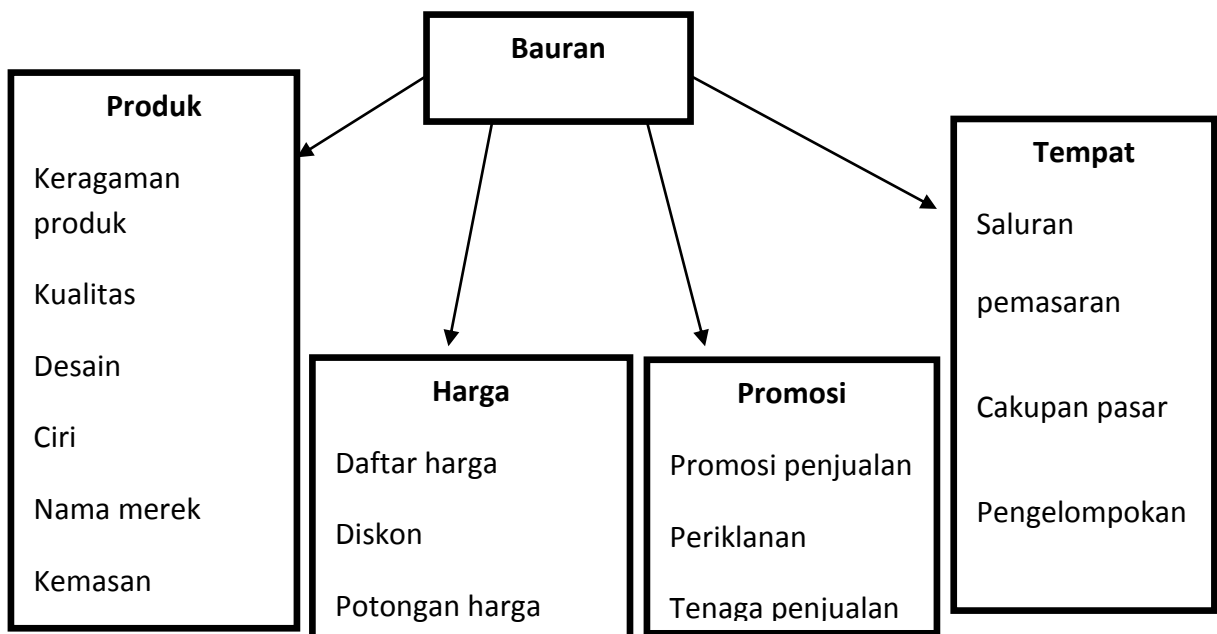 Bauran
Produk
Keragaman
produk
Kualitas
Desain
Ciri
Nama merek
Kemasan
Harga
Daftar harga
Diskon
Potongan harga
Promosi
Promosi penjualan
Periklanan
Tenaga penjualan
Tempat
Saluran
pemasaran
Cakupan pasar
Pengelompokan